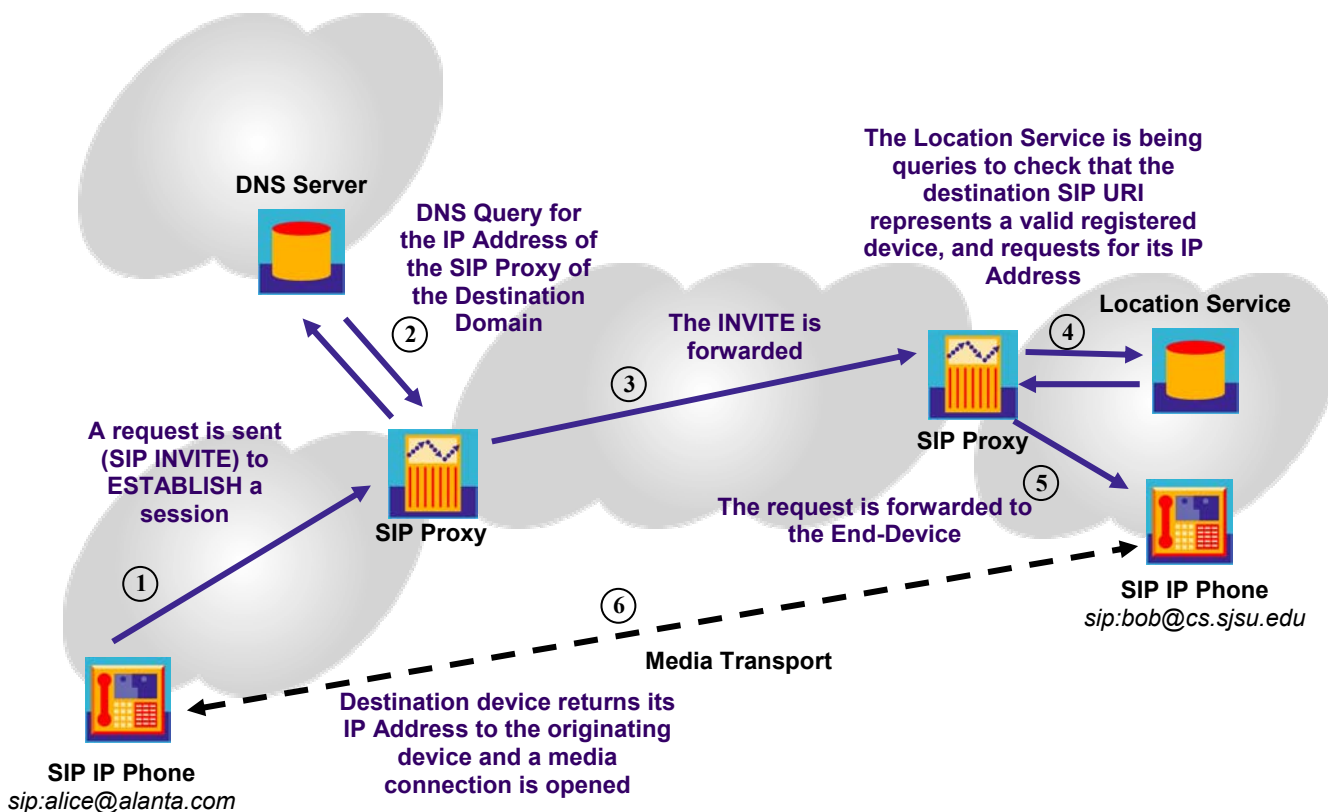 The Location Service is being
queries to check that the
destination SIP URI
represents a valid registered
device, and requests for its IP
Address
DNS Server
DNS Query for
the IP Address of
the SIP Proxy of
the Destination
Domain
2
Location Service
4
The INVITE is
forwarded
3
SIP Proxy
A request is sent
(SIP INVITE) to
ESTABLISH a
session
SIP Proxy
5
The request is forwarded to
the End-Device
1
SIP IP Phone
sip:bob@cs.sjsu.edu
6
Media Transport
Destination device returns its
IP Address to the originating
device and a media
connection is opened
SIP IP Phone
sip:alice@alanta.com